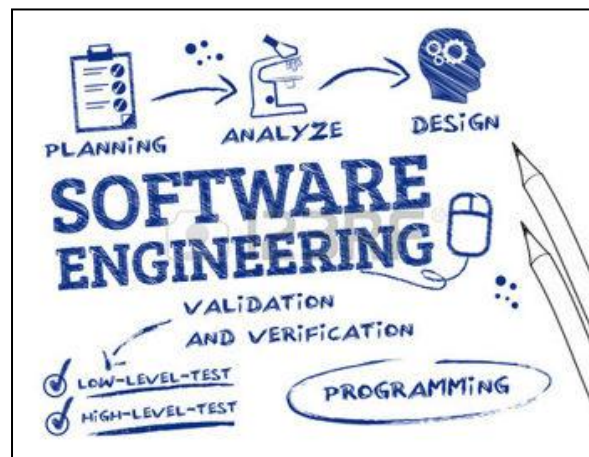 PLANNING
ANALYZE
DESIGN
SOFTWARE
ENGINEERING
VALIDATION
AND VERIFICATION
LOW-LEVEL-TEST
HIGH-LEVEL-TEST
PROGRAMMING